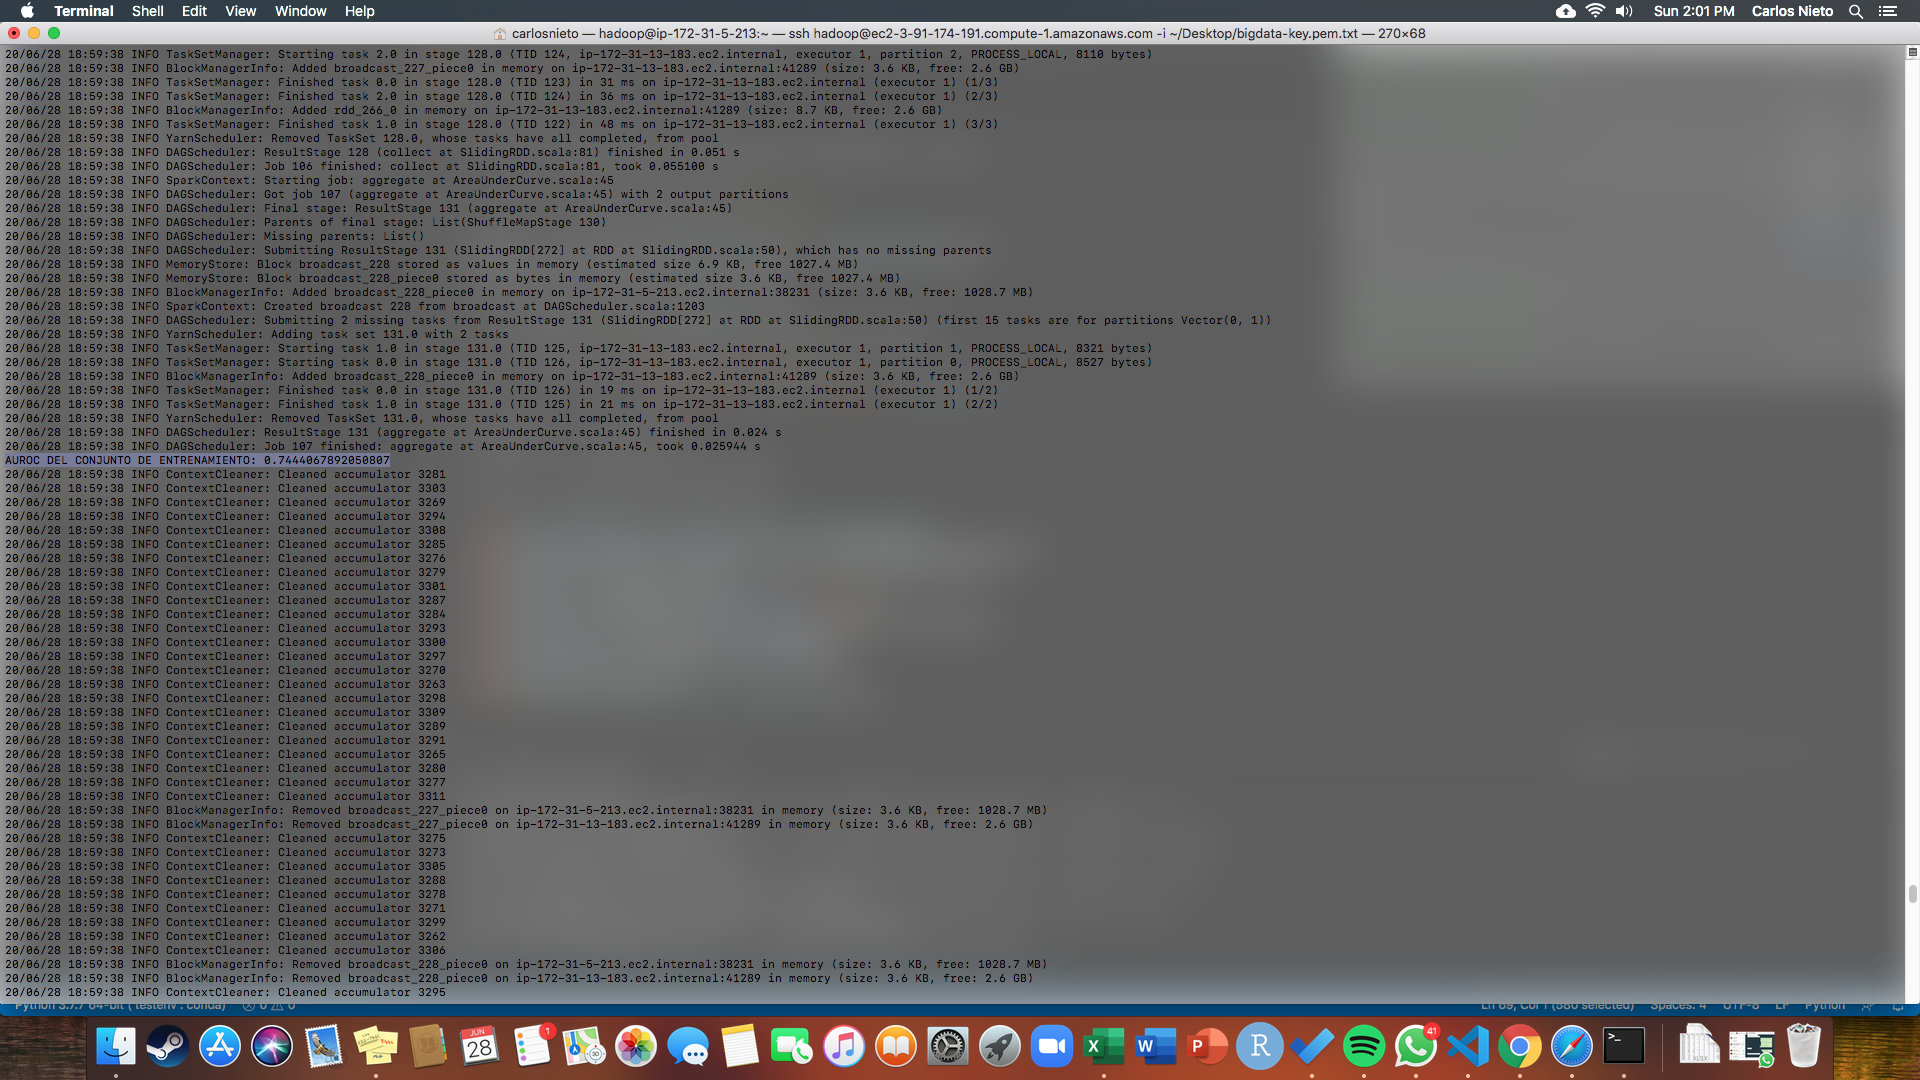 Terminal Shell Edit View Window Help Sun 2:01 PM Carlos Nieto
carlosnieto — hadoop@ip-172-31-5-213:~ — ssh hadoop@ec2-3-91-174-191.compute-1.amazonaws.com -i ~/Desktop/bigdata-key.pem.txt — 270×68
20/06/28 18:59:38 INFO TaskSetManager: Starting task 2.0 in stage 128.0 (TID 124, ip-172-31-13-183.ec2.internal, executor 1, partition 2, PROCESS_LOCAL, 8110 bytes)
20/06/28 18:59:38 INFO BlockManagerInfo: Added broadcast_227_piece0 in memory on ip-172-31-13-183.ec2.internal:41289 (size: 3.6 KB, free: 2.6 GB)
20/06/28 18:59:38 INFO TaskSetManager: Finished task 0.0 in stage 128.0 (TID 123) in 31 ms on ip-172-31-13-183.ec2.internal (executor 1) (1/3)
20/06/28 18:59:38 INFO TaskSetManager: Finished task 2.0 in stage 128.0 (TID 124) in 36 ms on ip-172-31-13-183.ec2.internal (executor 1) (2/3)
20/06/28 18:59:38 INFO BlockManagerInfo: Added rdd_266_0 in memory on ip-172-31-13-183.ec2.internal:41289 (size: 8.7 KB, free: 2.6 GB)
20/06/28 18:59:38 INFO TaskSetManager: Finished task 1.0 in stage 128.0 (TID 122) in 48 ms on ip-172-31-13-183.ec2.internal (executor 1) (3/3)
20/06/28 18:59:38 INFO YarnScheduler: Removed TaskSet 128.0, whose tasks have all completed, from pool
20/06/28 18:59:38 INFO DAGScheduler: ResultStage 128 (collect at SlidingRDD.scala:81) finished in 0.051 s
20/06/28 18:59:38 INFO DAGScheduler: Job 106 finished: collect at SlidingRDD.scala:81, took 0.055100 s
20/06/28 18:59:38 INFO SparkContext: Starting job: aggregate at AreaUnderCurve.scala:45
20/06/28 18:59:38 INFO DAGScheduler: Got job 107 (aggregate at AreaUnderCurve.scala:45) with 2 output partitions
20/06/28 18:59:38 INFO DAGScheduler: Final stage: ResultStage 131 (aggregate at AreaUnderCurve.scala:45)
20/06/28 18:59:38 INFO DAGScheduler: Parents of final stage: List(ShuffleMapStage 130)
20/06/28 18:59:38 INFO DAGScheduler: Missing parents: List()
20/06/28 18:59:38 INFO DAGScheduler: Submitting ResultStage 131 (SlidingRDD[272] at RDD at SlidingRDD.scala:50), which has no missing parents
20/06/28 18:59:38 INFO MemoryStore: Block broadcast_228 stored as values in memory (estimated size 6.9 KB, free 1027.4 MB)
20/06/28 18:59:38 INFO MemoryStore: Block broadcast_228_piece0 stored as bytes in memory (estimated size 3.6 KB, free 1027.4 MB)
20/06/28 18:59:38 INFO BlockManagerInfo: Added broadcast_228_piece0 in memory on ip-172-31-5-213.ec2.internal:38231 (size: 3.6 KB, free: 1028.7 MB)
20/06/28 18:59:38 INFO SparkContext: Created broadcast 228 from broadcast at DAGScheduler.scala:1203
20/06/28 18:59:38 INFO DAGScheduler: Submitting 2 missing tasks from ResultStage 131 (SlidingRDD[272] at RDD at SlidingRDD.scala:50) (first 15 tasks are for partitions Vector(0, 1))
20/06/28 18:59:38 INFO YarnScheduler: Adding task set 131.0 with 2 tasks
20/06/28 18:59:38 INFO TaskSetManager: Starting task 1.0 in stage 131.0 (TID 125, ip-172-31-13-183.ec2.internal, executor 1, partition 1, PROCESS_LOCAL, 8321 bytes)
20/06/28 18:59:38 INFO TaskSetManager: Starting task 0.0 in stage 131.0 (TID 126, ip-172-31-13-183.ec2.internal, executor 1, partition 0, PROCESS_LOCAL, 8527 bytes)
20/06/28 18:59:38 INFO BlockManagerInfo: Added broadcast_228_piece0 in memory on ip-172-31-13-183.ec2.internal:41289 (size: 3.6 KB, free: 2.6 GB)
20/06/28 18:59:38 INFO TaskSetManager: Finished task 0.0 in stage 131.0 (TID 126) in 19 ms on ip-172-31-13-183.ec2.internal (executor 1) (1/2)
20/06/28 18:59:38 INFO TaskSetManager: Finished task 1.0 in stage 131.0 (TID 125) in 21 ms on ip-172-31-13-183.ec2.internal (executor 1) (2/2)
20/06/28 18:59:38 INFO YarnScheduler: Removed TaskSet 131.0, whose tasks have all completed, from pool
20/06/28 18:59:38 INFO DAGScheduler: ResultStage 131 (aggregate at AreaUnderCurve.scala:45) finished in 0.024 s
20/06/28 18:59:38 INFO DAGScheduler: Job 107 finished: aggregate at AreaUnderCurve.scala:45, took 0.025944 s
AUROC DEL CONJUNTO DE ENTRENAMIENTO: 0.7444067892050807
20/06/28 18:59:38 INFO ContextCleaner: Cleaned accumulator 3281
20/06/28 18:59:38 INFO ContextCleaner: Cleaned accumulator 3303
20/06/28 18:59:38 INFO ContextCleaner: Cleaned accumulator 3269
20/06/28 18:59:38 INFO ContextCleaner: Cleaned accumulator 3294
20/06/28 18:59:38 INFO ContextCleaner: Cleaned accumulator 3308
20/06/28 18:59:38 INFO ContextCleaner: Cleaned accumulator 3285
20/06/28 18:59:38 INFO ContextCleaner: Cleaned accumulator 3276
20/06/28 18:59:38 INFO ContextCleaner: Cleaned accumulator 3279
20/06/28 18:59:38 INFO ContextCleaner: Cleaned accumulator 3301
20/06/28 18:59:38 INFO ContextCleaner: Cleaned accumulator 3287
20/06/28 18:59:38 INFO ContextCleaner: Cleaned accumulator 3284
20/06/28 18:59:38 INFO ContextCleaner: Cleaned accumulator 3293
20/06/28 18:59:38 INFO ContextCleaner: Cleaned accumulator 3300
20/06/28 18:59:38 INFO ContextCleaner: Cleaned accumulator 3297
20/06/28 18:59:38 INFO ContextCleaner: Cleaned accumulator 3270
20/06/28 18:59:38 INFO ContextCleaner: Cleaned accumulator 3263
20/06/28 18:59:38 INFO ContextCleaner: Cleaned accumulator 3298
20/06/28 18:59:38 INFO ContextCleaner: Cleaned accumulator 3309
20/06/28 18:59:38 INFO ContextCleaner: Cleaned accumulator 3289
20/06/28 18:59:38 INFO ContextCleaner: Cleaned accumulator 3291
20/06/28 18:59:38 INFO ContextCleaner: Cleaned accumulator 3265
20/06/28 18:59:38 INFO ContextCleaner: Cleaned accumulator 3280
20/06/28 18:59:38 INFO ContextCleaner: Cleaned accumulator 3277
20/06/28 18:59:38 INFO ContextCleaner: Cleaned accumulator 3311
20/06/28 18:59:38 INFO BlockManagerInfo: Removed broadcast_227_piece0 on ip-172-31-5-213.ec2.internal:38231 in memory (size: 3.6 KB, free: 1028.7 MB)
20/06/28 18:59:38 INFO BlockManagerInfo: Removed broadcast_227_piece0 on ip-172-31-13-183.ec2.internal:41289 in memory (size: 3.6 KB, free: 2.6 GB)
20/06/28 18:59:38 INFO ContextCleaner: Cleaned accumulator 3275
20/06/28 18:59:38 INFO ContextCleaner: Cleaned accumulator 3273
20/06/28 18:59:38 INFO ContextCleaner: Cleaned accumulator 3305
20/06/28 18:59:38 INFO ContextCleaner: Cleaned accumulator 3288
20/06/28 18:59:38 INFO ContextCleaner: Cleaned accumulator 3278
20/06/28 18:59:38 INFO ContextCleaner: Cleaned accumulator 3271
20/06/28 18:59:38 INFO ContextCleaner: Cleaned accumulator 3299
20/06/28 18:59:38 INFO ContextCleaner: Cleaned accumulator 3262
20/06/28 18:59:38 INFO ContextCleaner: Cleaned accumulator 3306
20/06/28 18:59:38 INFO BlockManagerInfo: Removed broadcast_228_piece0 on ip-172-31-5-213.ec2.internal:38231 in memory (size: 3.6 KB, free: 1028.7 MB)
20/06/28 18:59:38 INFO BlockManagerInfo: Removed broadcast_228_piece0 on ip-172-31-13-183.ec2.internal:41289 in memory (size: 3.6 KB, free: 2.6 GB)
20/06/28 18:59:38 INFO ContextCleaner: Cleaned accumulator 3295
Python 3.7.7 64-bit ('testenv': conda) 0 0 Ln 69, Col 1 (586 selected) Spaces: 4 UTF-8 LF Python
JUN
28
1
3D
X
W
P
R
41
>_
XLSX